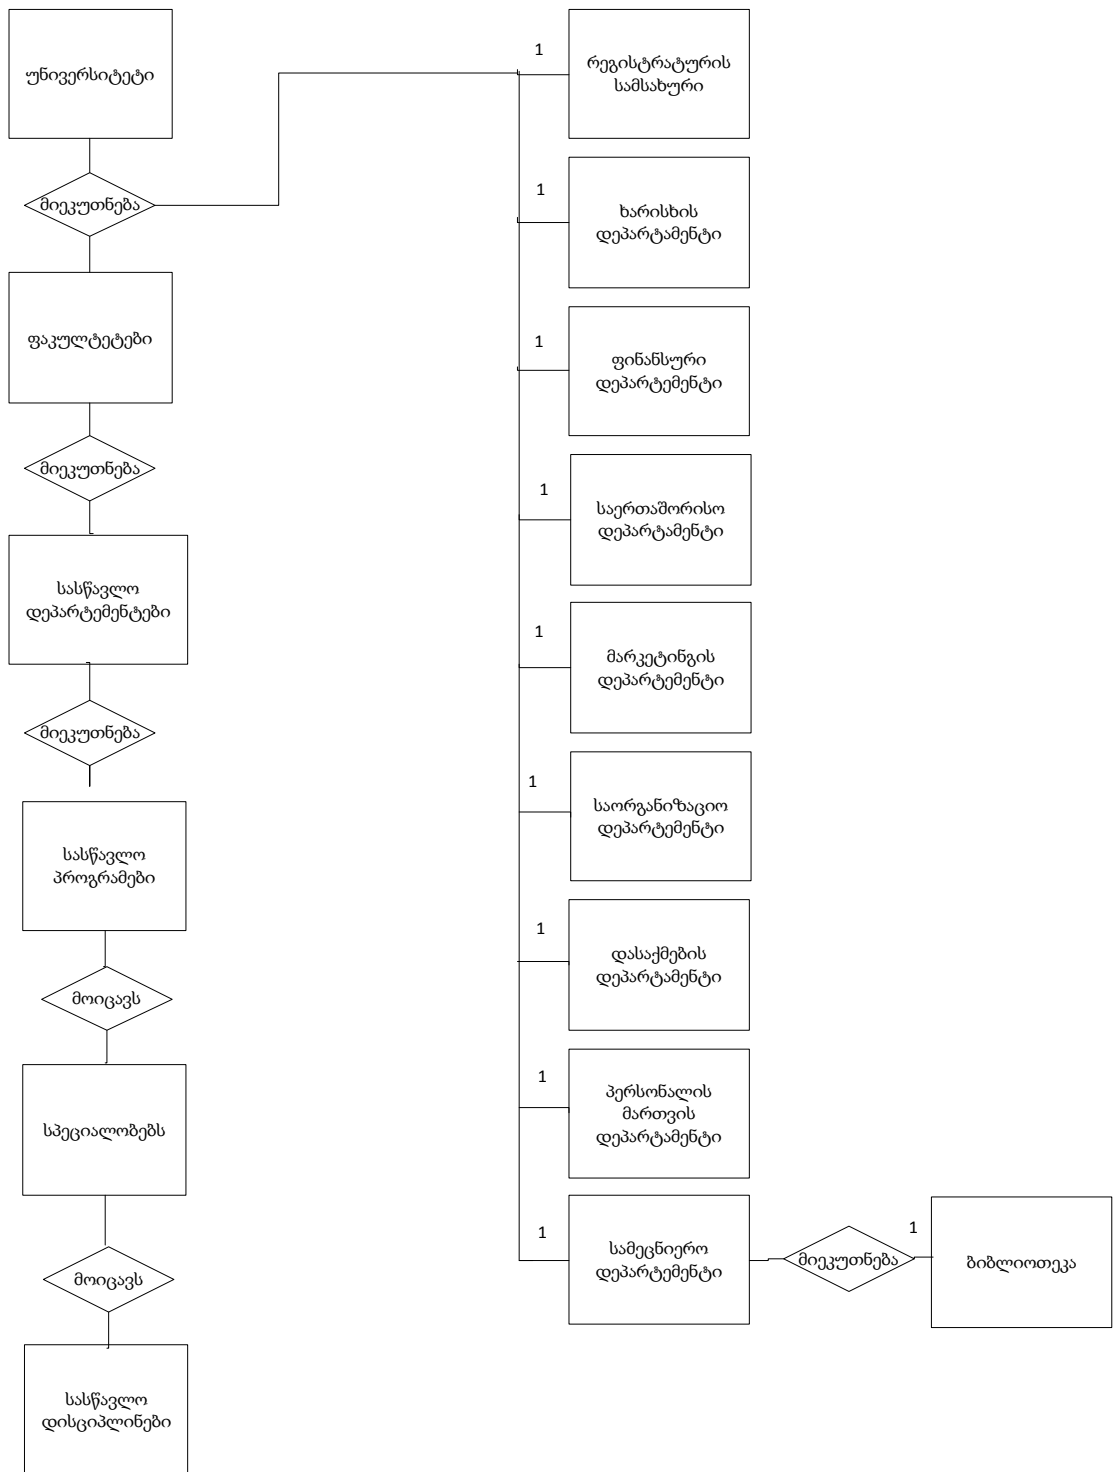 უნივერსიტეტი
მიეკუთნება
ფაკულტეტები
მიეკუთნება
სასწავლო
დეპარტემენტები
მიეკუთნება
სასწავლო
პროგრამები
მოიცავს
სპეციალობებს
მოიცავს
სასწავლო
დისციპლინები
1
რეგისტრატურის
სამსახური
1
ხარისხის
დეპარტამენტი
1
ფინანსური
დეპარტემენტი
1
საერთაშორისო
დეპარტამენტი
1
მარკეტინგის
დეპარტემენტი
1
საორგანიზაციო
დეპარტემენტი
1
დასაქმების
დეპარტამენტი
1
პერსონალის
მართვის
დეპარტამენტი
1
სამეცნიერო
დეპარტემენტი
მიეკუთნება
1
ბიბლიოთეკა